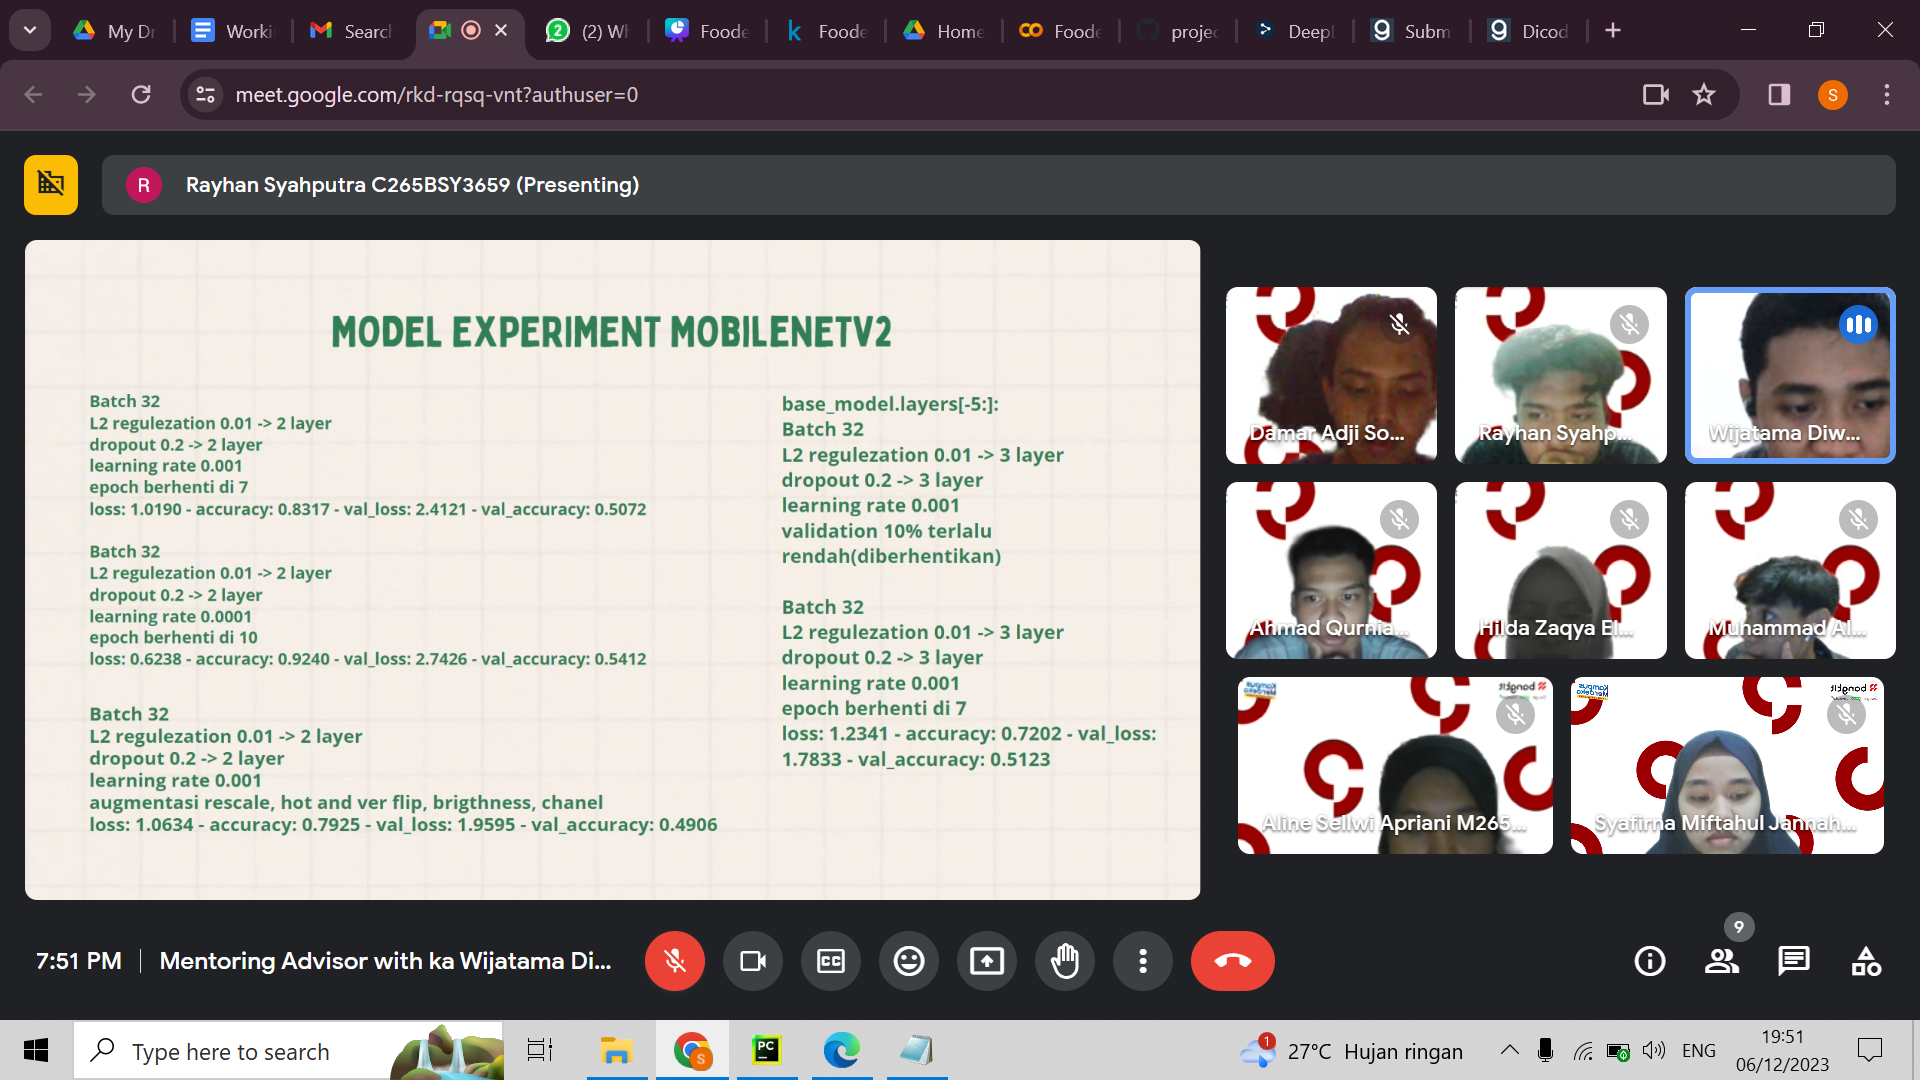 My Dr
Worki
Search
(2) Wh
Foode
Foode
Home
Foode
projec
Deepl
Subm
Dicod
meet.google.com/rkd-rqsq-vnt?authuser=0
S
R
Rayhan Syahputra C265BSY3659 (Presenting)
MODEL EXPERIMENT MOBILENETV2
Batch 32
L2 regulezation 0.01 -> 2 layer
dropout 0.2 -> 2 layer
learning rate 0.001
epoch berhenti di 7
loss: 1.0190 - accuracy: 0.8317 - val_loss: 2.4121 - val_accuracy: 0.5072
Batch 32
L2 regulezation 0.01 -> 2 layer
dropout 0.2 -> 2 layer
learning rate 0.0001
epoch berhenti di 10
loss: 0.6238 - accuracy: 0.9240 - val_loss: 2.7426 - val_accuracy: 0.5412
Batch 32
L2 regulezation 0.01 -> 2 layer
dropout 0.2 -> 2 layer
learning rate 0.001
augmentasi rescale, hot and ver flip, brigthness, chanel
loss: 1.0634 - accuracy: 0.7925 - val_loss: 1.9595 - val_accuracy: 0.4906
base_model.layers[-5:]:
Batch 32
L2 regulezation 0.01 -> 3 layer
dropout 0.2 -> 3 layer
learning rate 0.001
validation 10% terlalu
rendah(diberhentikan)
Batch 32
L2 regulezation 0.01 -> 3 layer
dropout 0.2 -> 3 layer
learning rate 0.001
epoch berhenti di 7
loss: 1.2341 - accuracy: 0.7202 - val_loss:
1.7833 - val_accuracy: 0.5123
Damar Adji So...
Rayhan Syahp...
Wijatama Diw...
Ahmad Qurnia...
Hilda Zaqya El...
Muhammad Al...
Kampus
Merdeka
bangkit
Kampus
Merdeka
bangkit
Aline Sellwi Apriani M265...
Syafirna Miftahul Jannah...
7:51 PM
Mentoring Advisor with ka Wijatama Di...
CC
9
Type here to search
S
PC
1
27°C Hujan ringan
ENG
19:51
06/12/2023